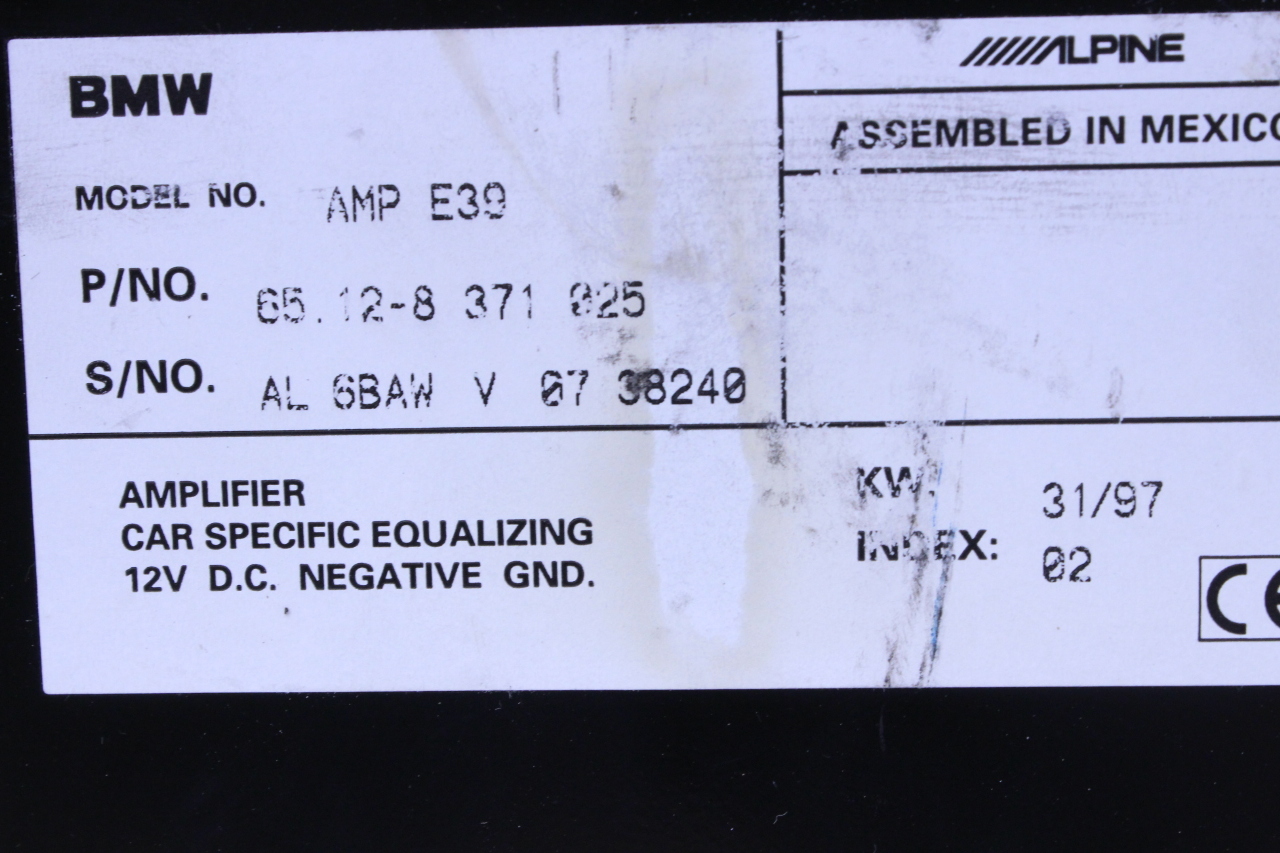 BMW
MODEL NO. AMP E39
P/NO. 65.12-8 371 025
S/NO. AL 6BAW V 07 38240
ALPINE
ASSEMBLED IN MEXICO
AMPLIFIER
CAR SPECIFIC EQUALIZING
12V D.C. NEGATIVE GND.
KW. 31/97
INDEX: 02
CE